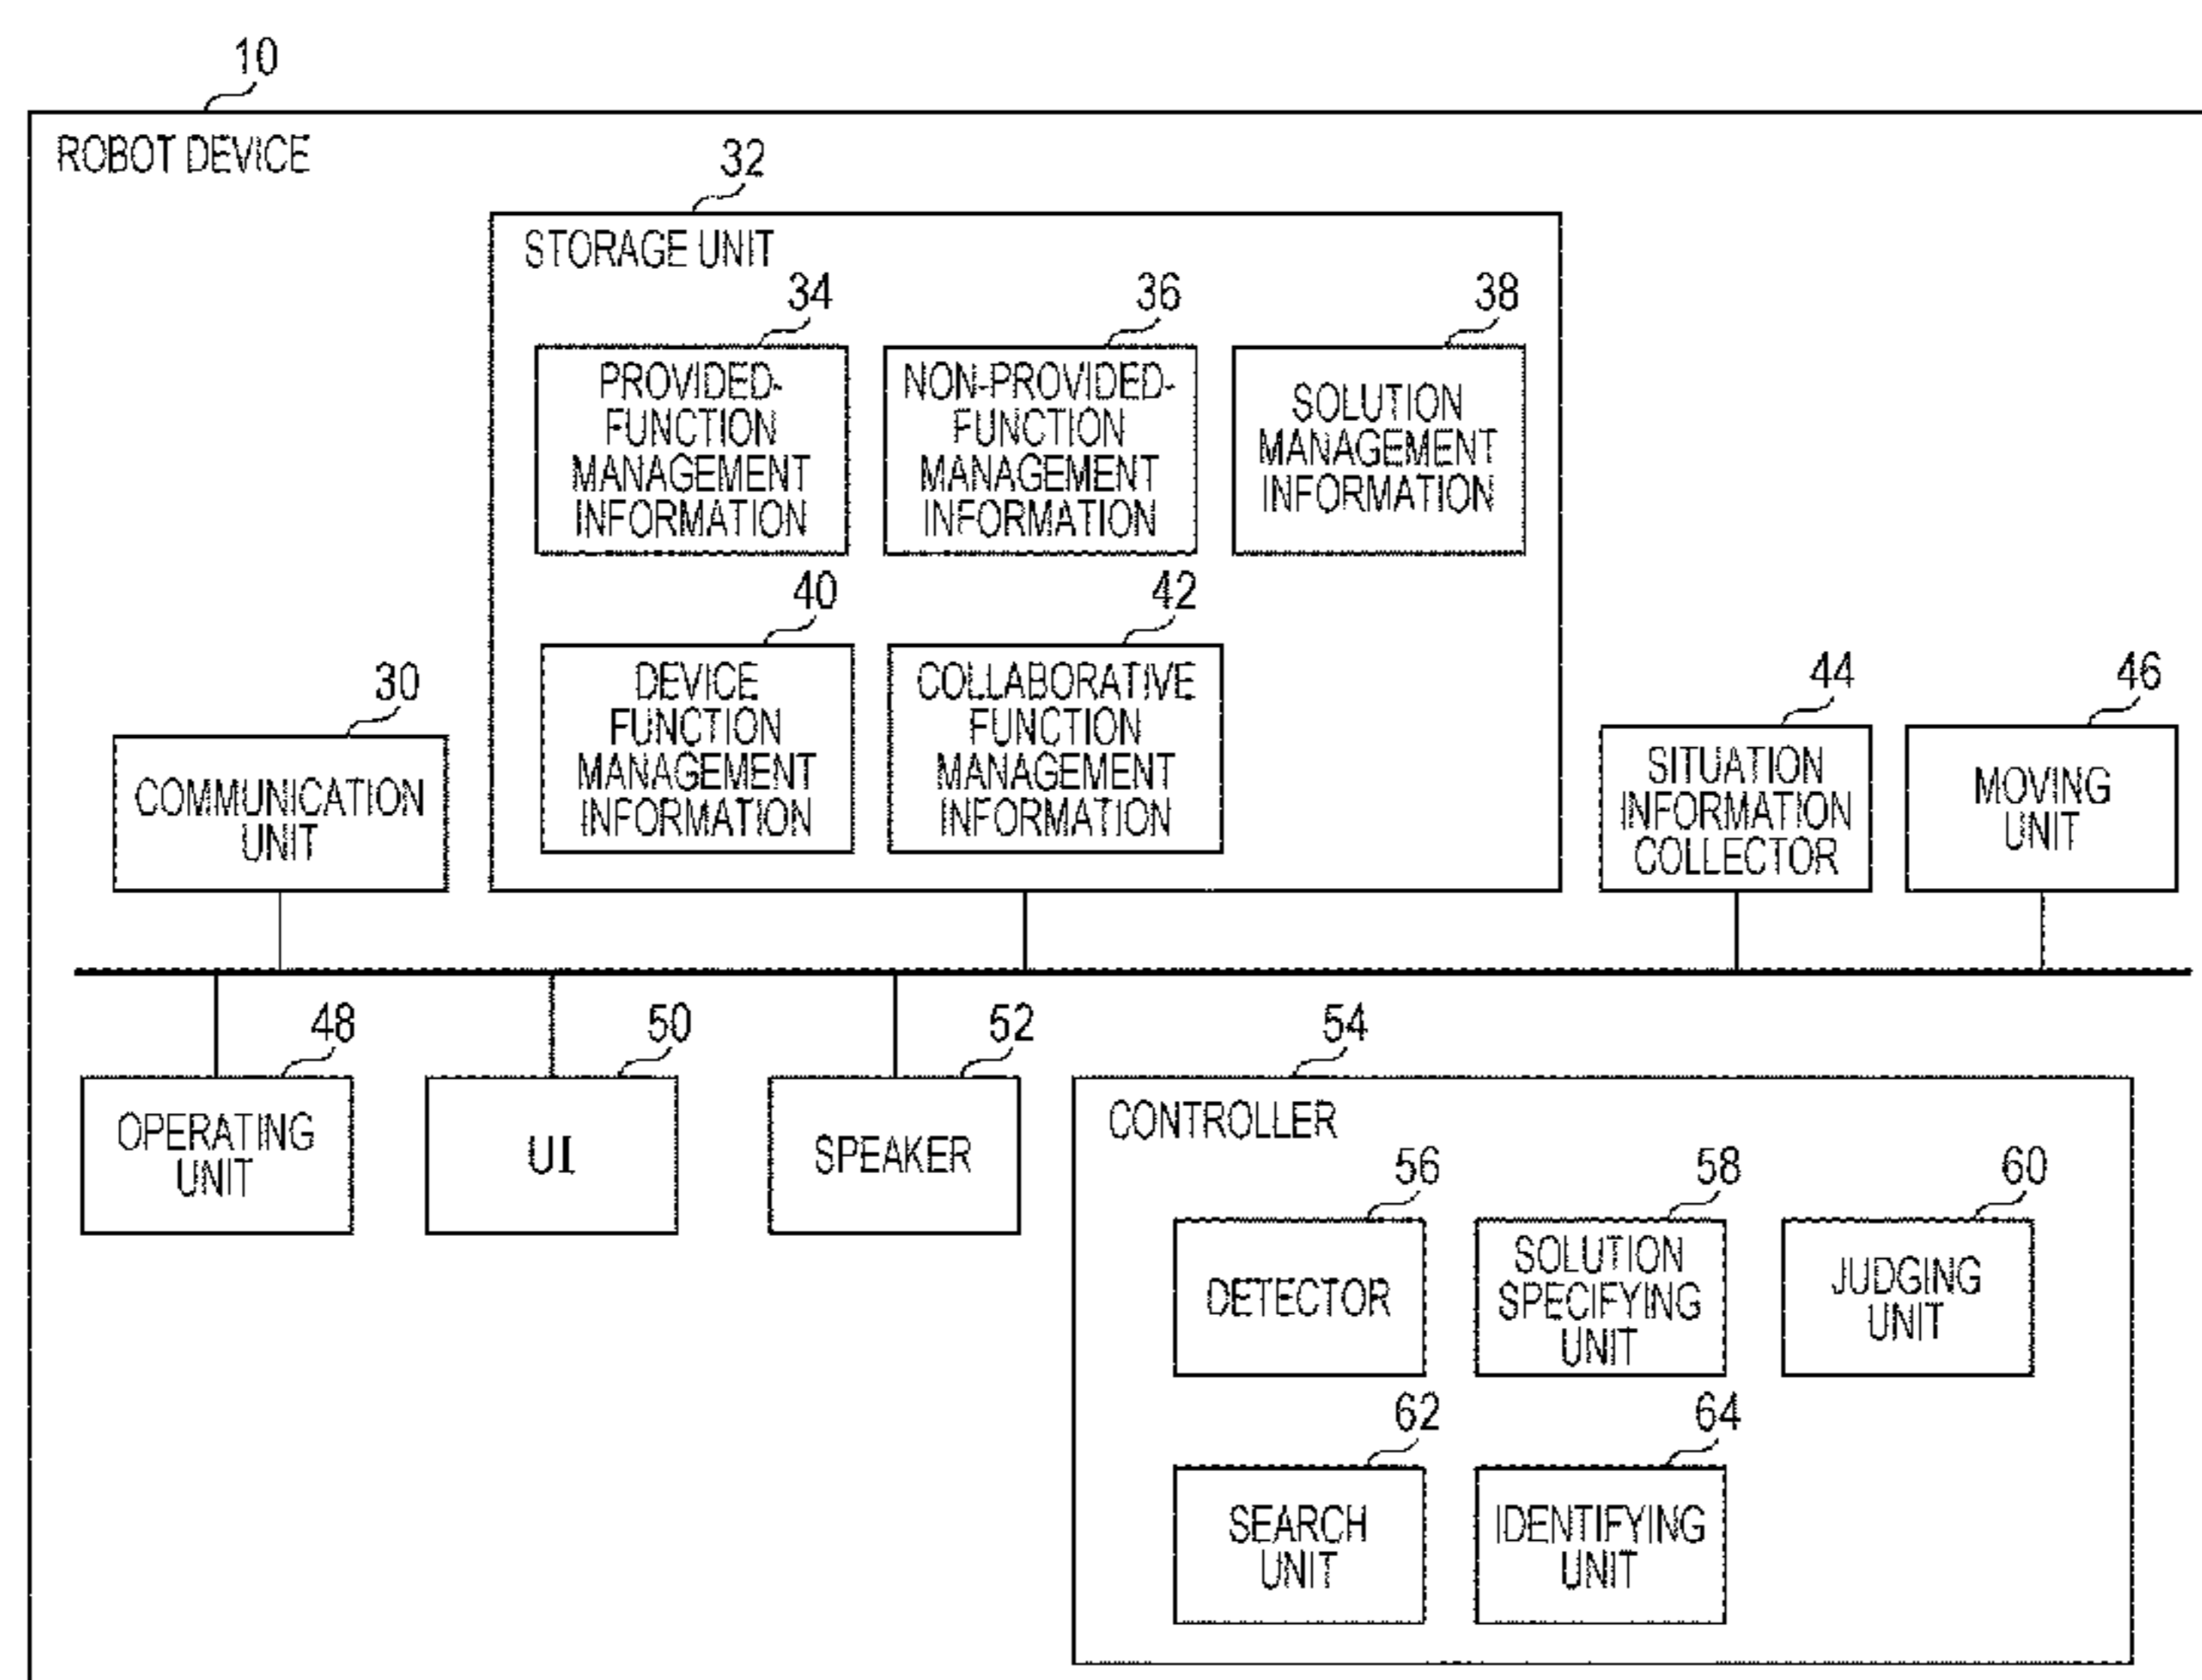 10
ROBOT DEVICE
32
STORAGE UNIT
34
36
38
PROVIDED-
FUNCTION
MANAGEMENT
INFORMATION
NON-PROVIDED-
FUNCTION
MANAGEMENT
INFORMATION
SOLUTION
MANAGEMENT
INFORMATION
40
42
DEVICE
FUNCTION
MANAGEMENT
INFORMATION
COLLABORATIVE
FUNCTION
MANAGEMENT
INFORMATION
30
COMMUNICATION
UNIT
44
SITUATION
INFORMATION
COLLECTOR
46
MOVING
UNIT
48
OPERATING
UNIT
50
UI
52
SPEAKER
54
CONTROLLER
56
DETECTOR
58
SOLUTION
SPECIFYING
UNIT
60
JUDGING
UNIT
62
SEARCH
UNIT
64
IDENTIFYING
UNIT